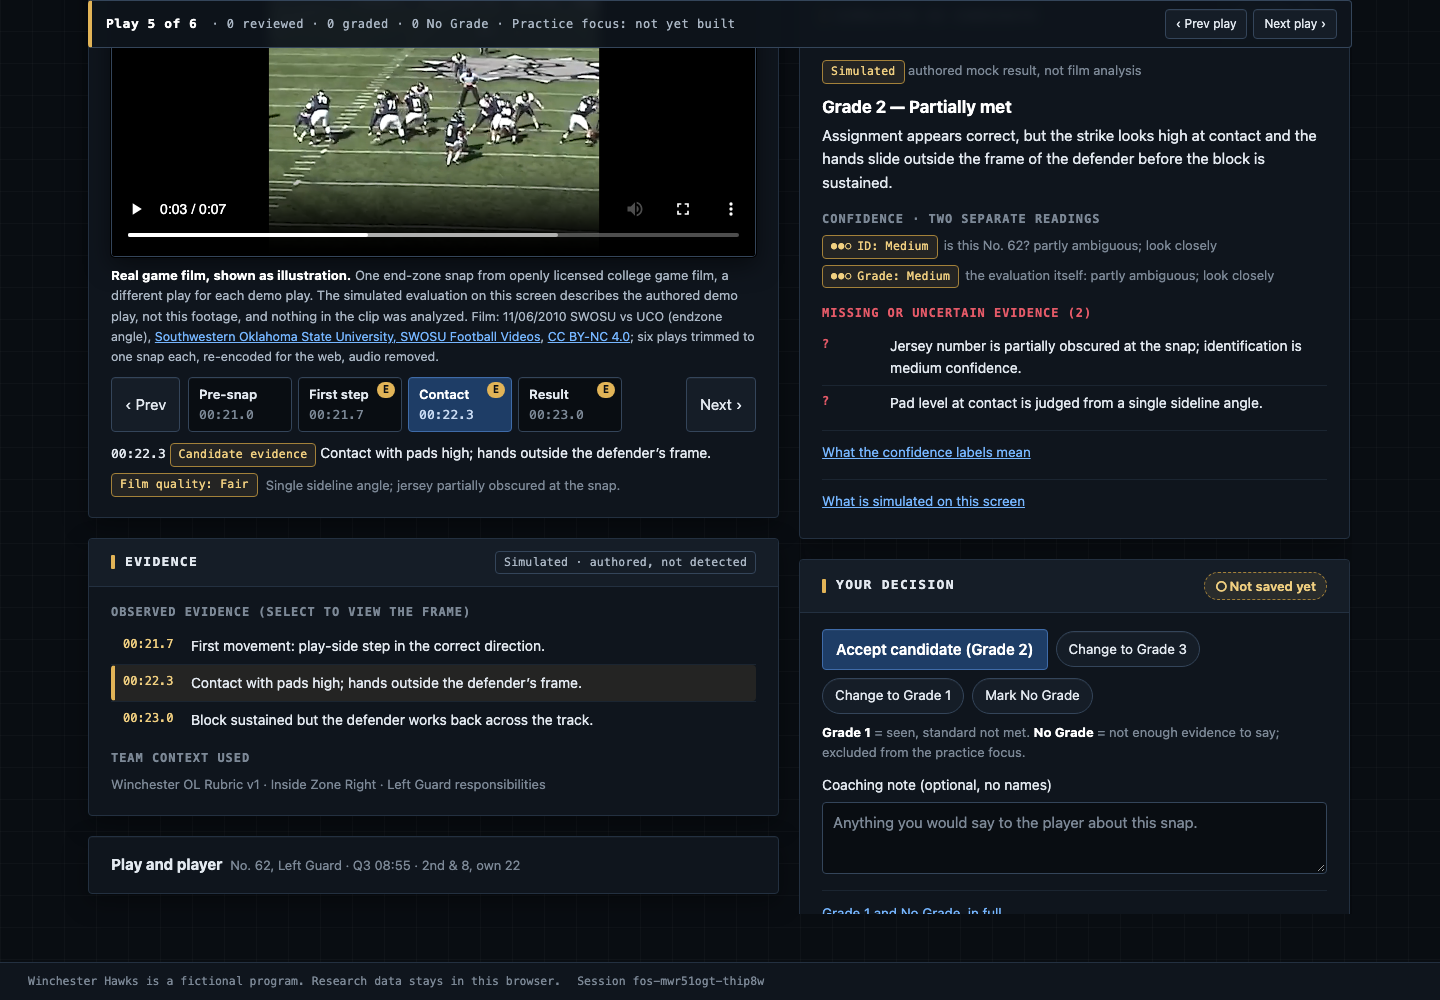 Play 5 of 6 · 0 reviewed · 0 graded · 0 No Grade · Practice focus: not yet built
‹ Prev play
Next play ›
0:03 / 0:07
Real game film, shown as illustration. One end-zone snap from openly licensed college game film, a
different play for each demo play. The simulated evaluation on this screen describes the authored demo
play, not this footage, and nothing in the clip was analyzed. Film: 11/06/2010 SWOSU vs UCO (endzone
angle), Southwestern Oklahoma State University, SWOSU Football Videos, CC BY-NC 4.0; six plays trimmed to
one snap each, re-encoded for the web, audio removed.
‹ Prev
Pre-snap
00:21.0
First step E
00:21.7
Contact E
00:22.3
Result E
00:23.0
Next ›
00:22.3 Candidate evidence Contact with pads high; hands outside the defender’s frame.
Film quality: Fair Single sideline angle; jersey partially obscured at the snap.
EVIDENCE
Simulated · authored, not detected
OBSERVED EVIDENCE (SELECT TO VIEW THE FRAME)
00:21.7 First movement: play-side step in the correct direction.
00:22.3 Contact with pads high; hands outside the defender’s frame.
00:23.0 Block sustained but the defender works back across the track.
TEAM CONTEXT USED
Winchester OL Rubric v1 · Inside Zone Right · Left Guard responsibilities
Play and player No. 62, Left Guard · Q3 08:55 · 2nd & 8, own 22
Simulated authored mock result, not film analysis
Grade 2 — Partially met
Assignment appears correct, but the strike looks high at contact and the
hands slide outside the frame of the defender before the block is
sustained.
CONFIDENCE · TWO SEPARATE READINGS
●●○ ID: Medium is this No. 62? partly ambiguous; look closely
●●○ Grade: Medium the evaluation itself: partly ambiguous; look closely
MISSING OR UNCERTAIN EVIDENCE (2)
? Jersey number is partially obscured at the snap; identification is
medium confidence.
? Pad level at contact is judged from a single sideline angle.
What the confidence labels mean
What is simulated on this screen
YOUR DECISION
Not saved yet
Accept candidate (Grade 2)
Change to Grade 3
Change to Grade 1
Mark No Grade
Grade 1 = seen, standard not met. No Grade = not enough evidence to say;
excluded from the practice focus.
Coaching note (optional, no names)
Anything you would say to the player about this snap.
Grade 1 and No Grade, in full
Winchester Hawks is a fictional program. Research data stays in this browser. Session fos-mwr51ogt-thip8w